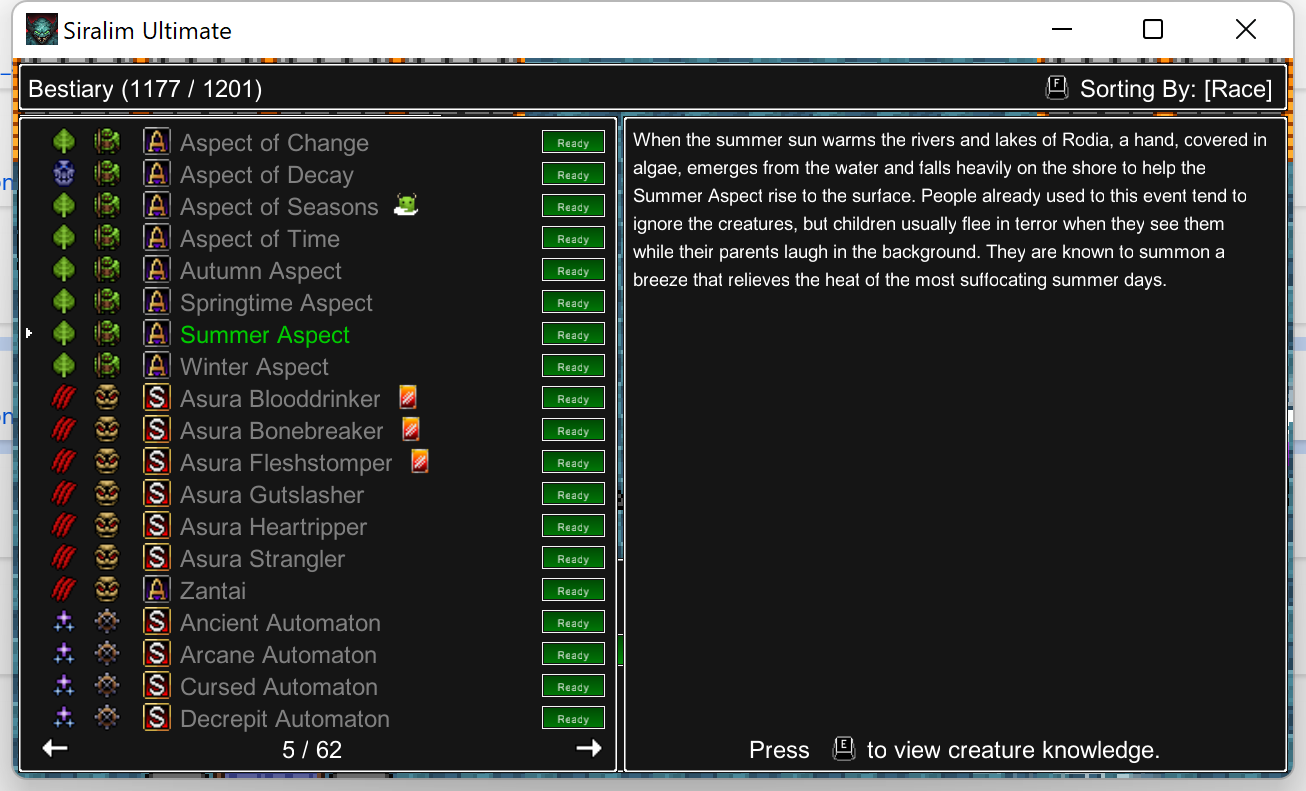 Siralim Ultimate
Bestiary (1177 / 1201)
F Sorting By: [Race]
A Aspect of Change Ready
A Aspect of Decay Ready
A Aspect of Seasons Ready
A Aspect of Time Ready
A Autumn Aspect Ready
A Springtime Aspect Ready
A Summer Aspect Ready
A Winter Aspect Ready
S Asura Blooddrinker Ready
S Asura Bonebreaker Ready
S Asura Fleshstomper Ready
S Asura Gutslasher Ready
S Asura Heartripper Ready
S Asura Strangler Ready
A Zantai Ready
S Ancient Automaton Ready
S Arcane Automaton Ready
S Cursed Automaton Ready
S Decrepit Automaton Ready
5 / 62
When the summer sun warms the rivers and lakes of Rodia, a hand, covered in
algae, emerges from the water and falls heavily on the shore to help the
Summer Aspect rise to the surface. People already used to this event tend to
ignore the creatures, but children usually flee in terror when they see them
while their parents laugh in the background. They are known to summon a
breeze that relieves the heat of the most suffocating summer days.
Press E to view creature knowledge.
on
on